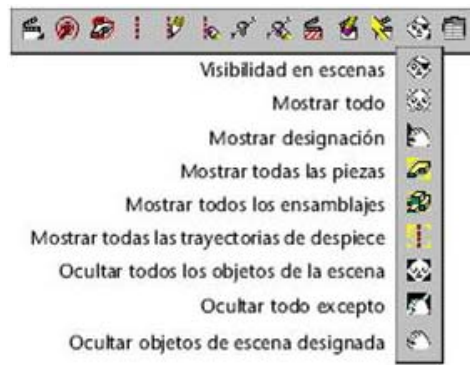 Visibilidad en escenas
Mostrar todo
Mostrar designación
Mostrar todas las piezas
Mostrar todos los ensamblajes
Mostrar todas las trayectorias de despiece
Ocultar todos los objetos de la escena
Ocultar todo excepto
Ocultar objetos de escena designada